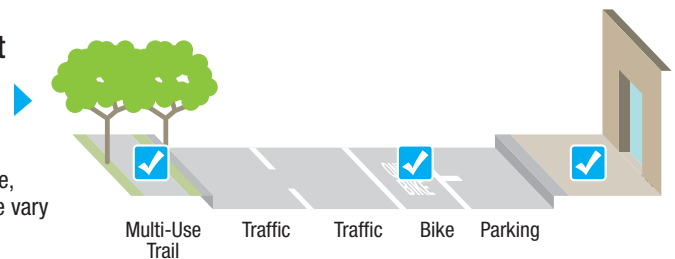 t
e,
e vary
BIKE
Multi-Use
Trail
Traffic
Traffic
Bike
Parking